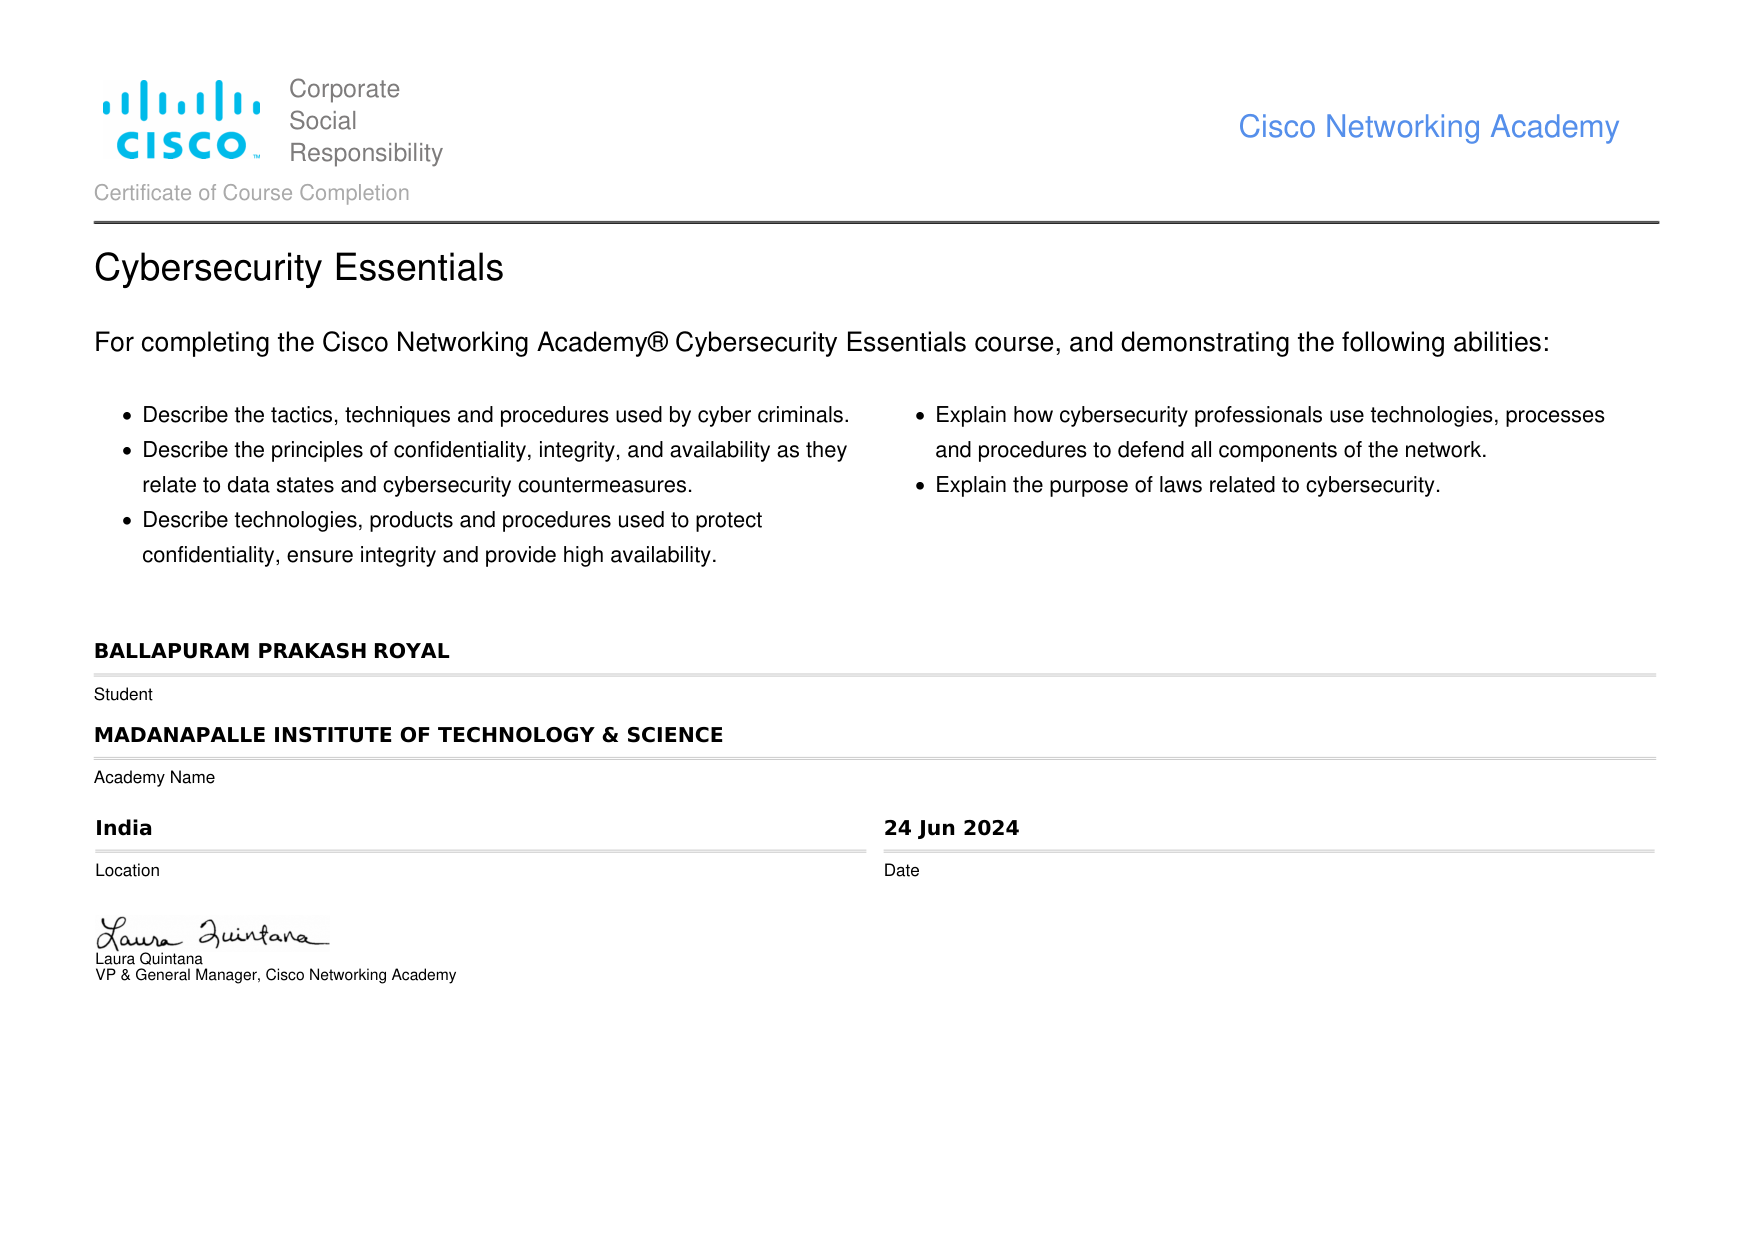 CISCO
Corporate
Social
Responsibility
Cisco Networking Academy
Certificate of Course Completion
Cybersecurity Essentials
For completing the Cisco Networking Academy® Cybersecurity Essentials course, and demonstrating the following abilities:
• Describe the tactics, techniques and procedures used by cyber criminals.
• Describe the principles of confidentiality, integrity, and availability as they
relate to data states and cybersecurity countermeasures.
• Describe technologies, products and procedures used to protect
confidentiality, ensure integrity and provide high availability.
• Explain how cybersecurity professionals use technologies, processes
and procedures to defend all components of the network.
• Explain the purpose of laws related to cybersecurity.
BALLAPURAM PRAKASH ROYAL
Student
MADANAPALLE INSTITUTE OF TECHNOLOGY & SCIENCE
Academy Name
India
Location
24 Jun 2024
Date
Laura Quintana
Laura Quintana
VP & General Manager, Cisco Networking Academy